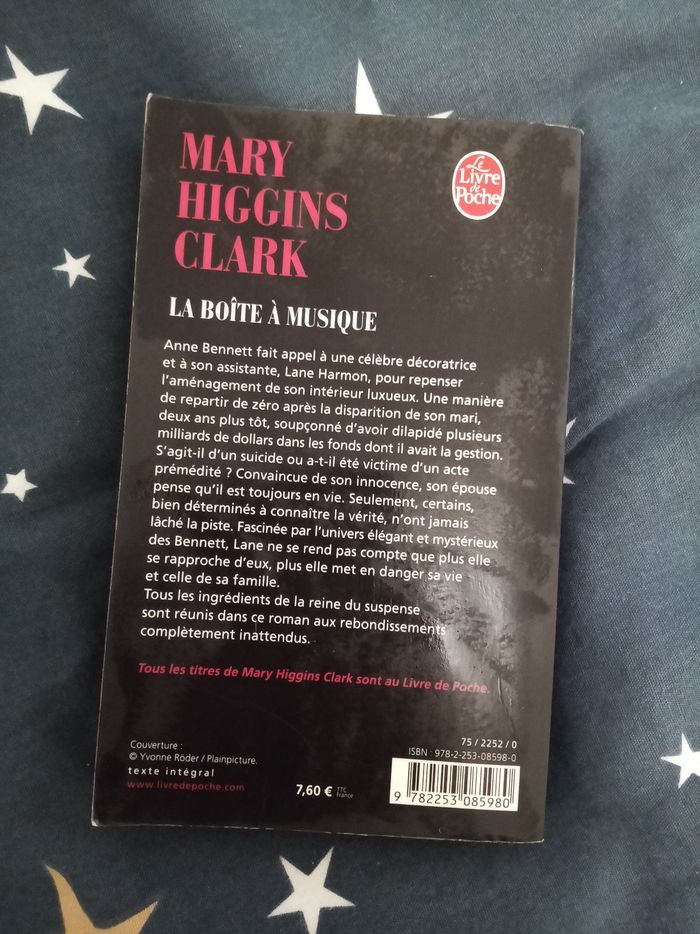 MARY
HIGGINS
CLARK
Le
Livre
de
Poche
LA BOÎTE À MUSIQUE
Anne Bennett fait appel à une célèbre décoratrice
et à son assistante, Lane Harmon, pour repenser
l'aménagement de son intérieur luxueux. Une manière
de repartir de zéro après la disparition de son mari,
deux ans plus tôt, soupçonné d'avoir dilapidé plusieurs
milliards de dollars dans les fonds dont il avait la gestion.
S'agit-il d'un suicide ou a-t-il été victime d'un acte
prémédité ? Convaincue de son innocence, son épouse
pense qu'il est toujours en vie. Seulement, certains,
bien déterminés à connaître la vérité, n'ont jamais
lâché la piste. Fascinée par l'univers élégant et mystérieux
des Bennett, Lane ne se rend pas compte que plus elle
se rapproche d'eux, plus elle met en danger sa vie
et celle de sa famille.
Tous les ingrédients de la reine du suspense
sont réunis dans ce roman aux rebondissements
complètement inattendus.
Tous les titres de Mary Higgins Clark sont au Livre de Poche.
Couverture :
© Yvonne Röder / Plainpicture.
texte intégral
www.livredepoche.com
7,60 € TTC
France
75 / 2252 / 0
ISBN : 978-2-253-08598-0
9 782253 085980